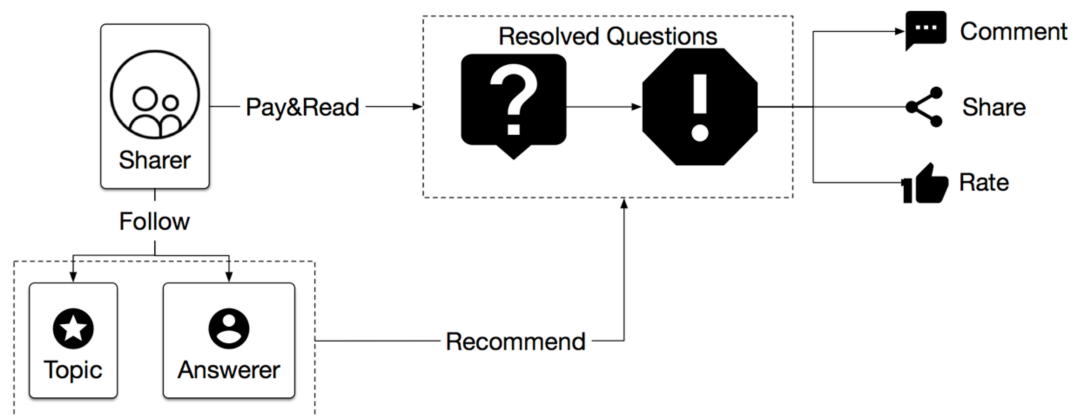 Resolved Questions
Comment
Pay&Read
Share
Sharer
Rate
Follow
Topic
Answerer
Recommend